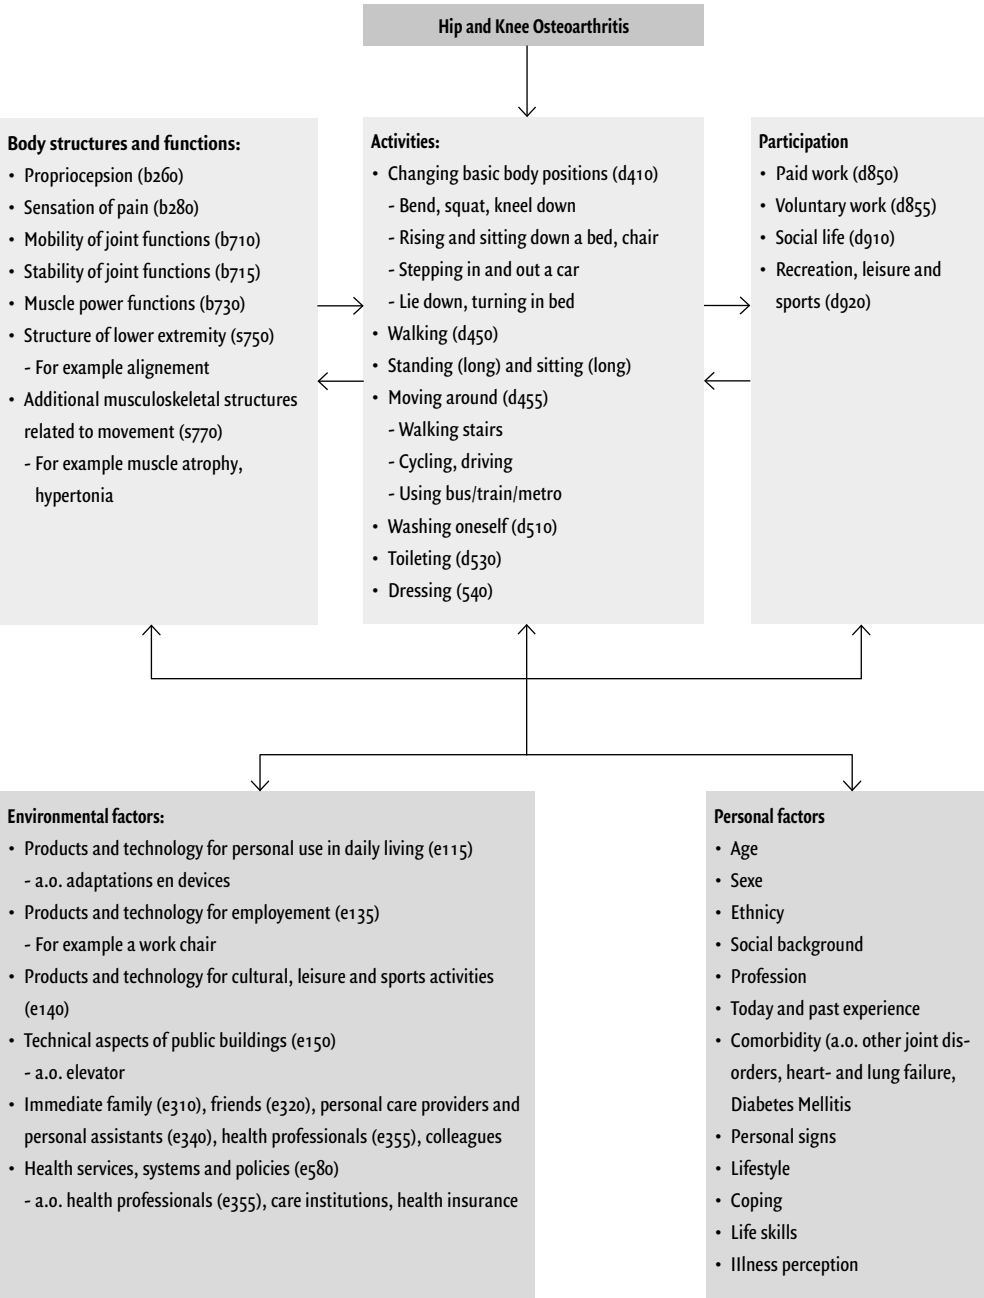 Hip and Knee Osteoarthritis
Body structures and functions:
• Propriocepsion (b260)
• Sensation of pain (b280)
• Mobility of joint functions (b710)
• Stability of joint functions (b715)
• Muscle power functions (b730)
• Structure of lower extremity (s750)
- For example alignement
• Additional musculoskeletal structures
related to movement (s770)
- For example muscle atrophy,
hypertonia
Activities:
• Changing basic body positions (d410)
- Bend, squat, kneel down
- Rising and sitting down a bed, chair
- Stepping in and out a car
- Lie down, turning in bed
• Walking (d450)
• Standing (long) and sitting (long)
• Moving around (d455)
- Walking stairs
- Cycling, driving
- Using bus/train/metro
• Washing oneself (d510)
• Toileting (d530)
• Dressing (540)
Participation
• Paid work (d850)
• Voluntary work (d855)
• Social life (d910)
• Recreation, leisure and
sports (d920)
Environmental factors:
• Products and technology for personal use in daily living (e115)
- a.o. adaptations en devices
• Products and technology for employement (e135)
- For example a work chair
• Products and technology for cultural, leisure and sports activities
(e140)
• Technical aspects of public buildings (e150)
- a.o. elevator
• Immediate family (e310), friends (e320), personal care providers and
personal assistants (e340), health professionals (e355), colleagues
• Health services, systems and policies (e580)
- a.o. health professionals (e355), care institutions, health insurance
Personal factors
• Age
• Sexe
• Ethnicy
• Social background
• Profession
• Today and past experience
• Comorbidity (a.o. other joint dis-
orders, heart- and lung failure,
Diabetes Mellitis
• Personal signs
• Lifestyle
• Coping
• Life skills
• IIlness perception